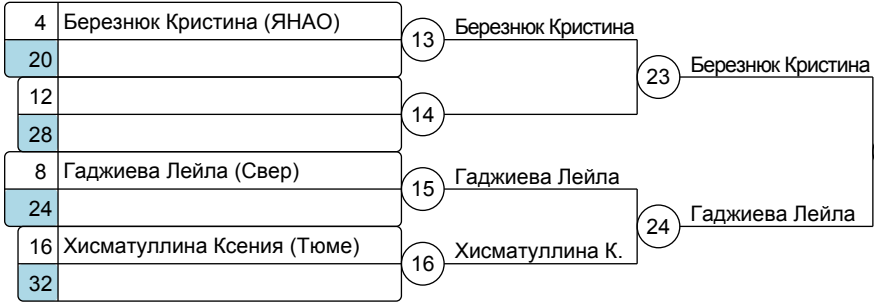 4 Березнюк Кристина (ЯНАО)
20
13 Березнюк Кристина
12
28
14
23 Березнюк Кристина
8 Гаджиева Лейла (Свер)
24
15 Гаджиева Лейла
16 Хисматуллина Ксения (Тюме)
32
16 Хисматуллина К.
24 Гаджиева Лейла